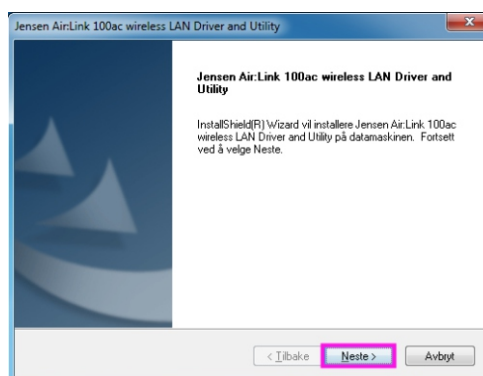 Jensen Air:Link 100ac wireless LAN Driver and Utility
Jensen Air:Link 100ac wireless LAN Driver and
Utility
InstallShield(R) Wizard vil installere Jensen Air:Link 100ac
wireless LAN Driver and Utility på datamaskinen. Fortsett
ved å velge Neste.
< Tilbake Neste > Avbryt